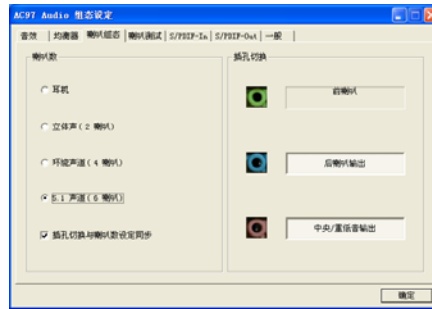 AC97 Audio 组态设定
音效 均衡器 喇叭组态 喇叭测试 S/PDIF-In S/PDIF-Out 一般
喇叭数
耳机
立体声(2 喇叭)
环绕声道(4 喇叭)
5.1 声道(6 喇叭)
插孔切换与喇叭数设定同步
插孔切换
前喇叭
后喇叭输出
中央/重低音输出
确定